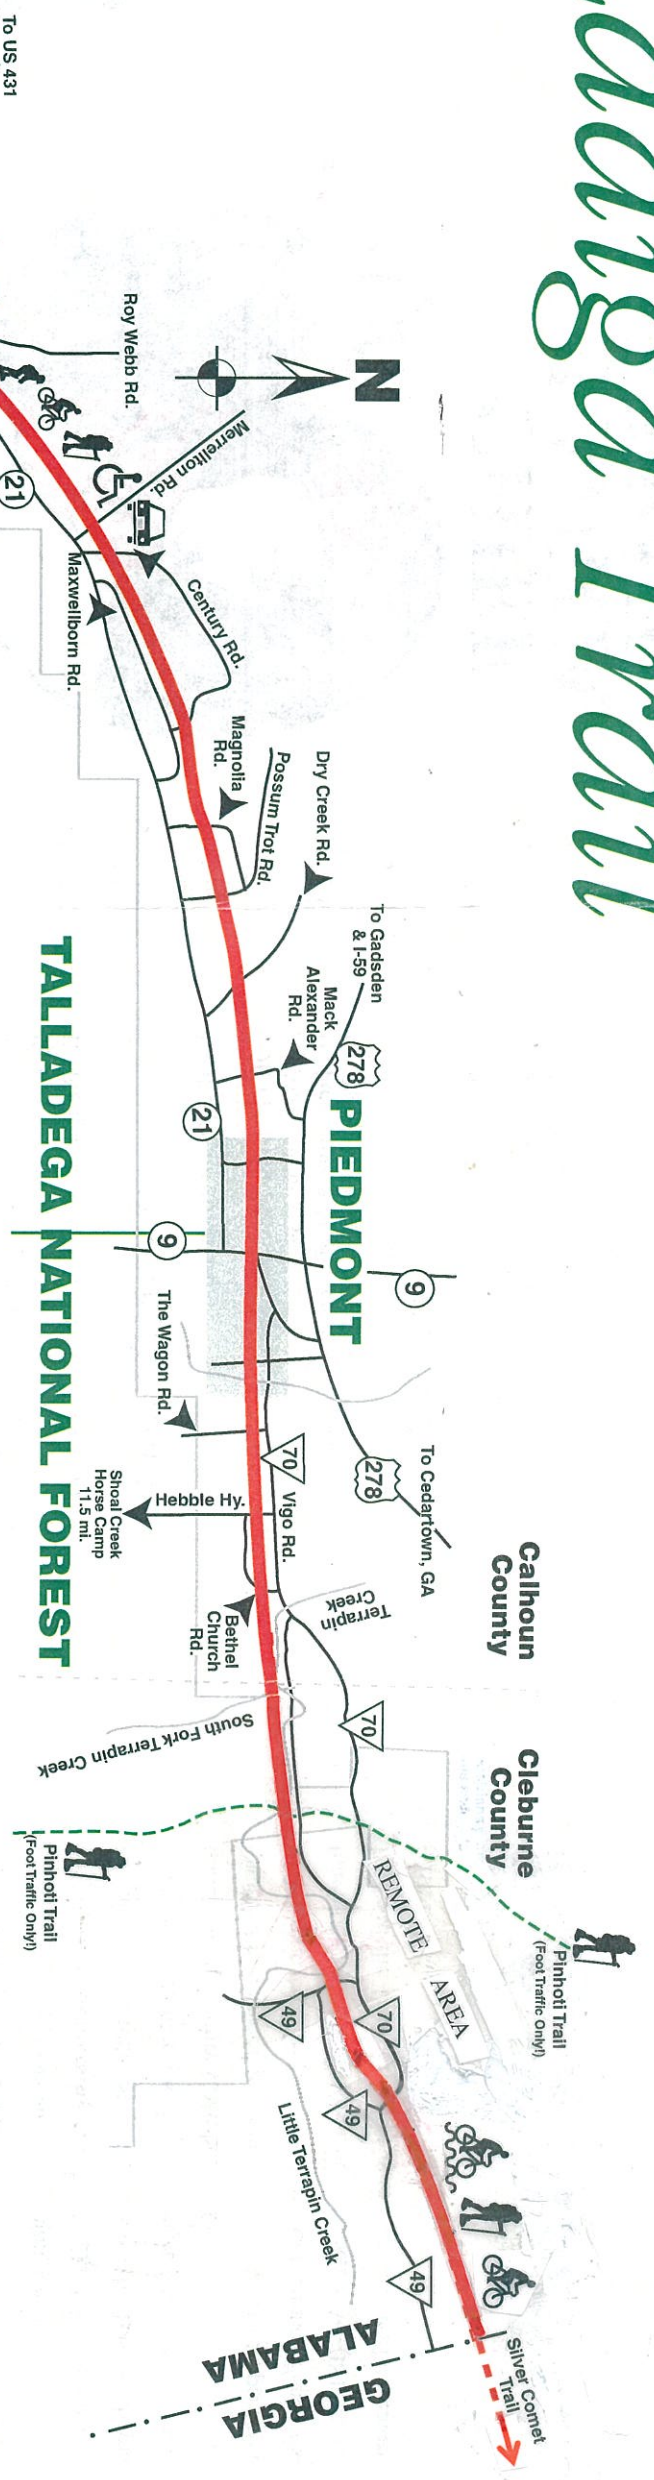 adiga Trail
To US 431
Roy Webb Rd.
N
Merrellton Rd.
21
Maxwellborn Rd.
Century Rd.
Magnolia
Rd.
Possum Trot Rd.
Dry Creek Rd.
To Gadsden
& I-59
Mack
Alexander
Rd.
278
PIEDMONT
21
TALLADEGA NATIONAL FOREST
9
9
The Wagon Rd.
70
278
To Cedartown, GA
Hebble Hy.
Shoal Creek
Horse Camp
11.5 mi.
Vigo Rd.
Bethel
Church
Rd.
Terrapin
Creek
Calhoun
County
Cleburne
County
70
South Fork Terrapin Creek
Pinhoti Trail
(Foot Traffic Only!)
REMOTE AREA
Pinhoti Trail
(Foot Traffic Only!)
49
70
49
Little Terrapin Creek
49
ALABAMA
GEORGIA
Silver Comet
Trail